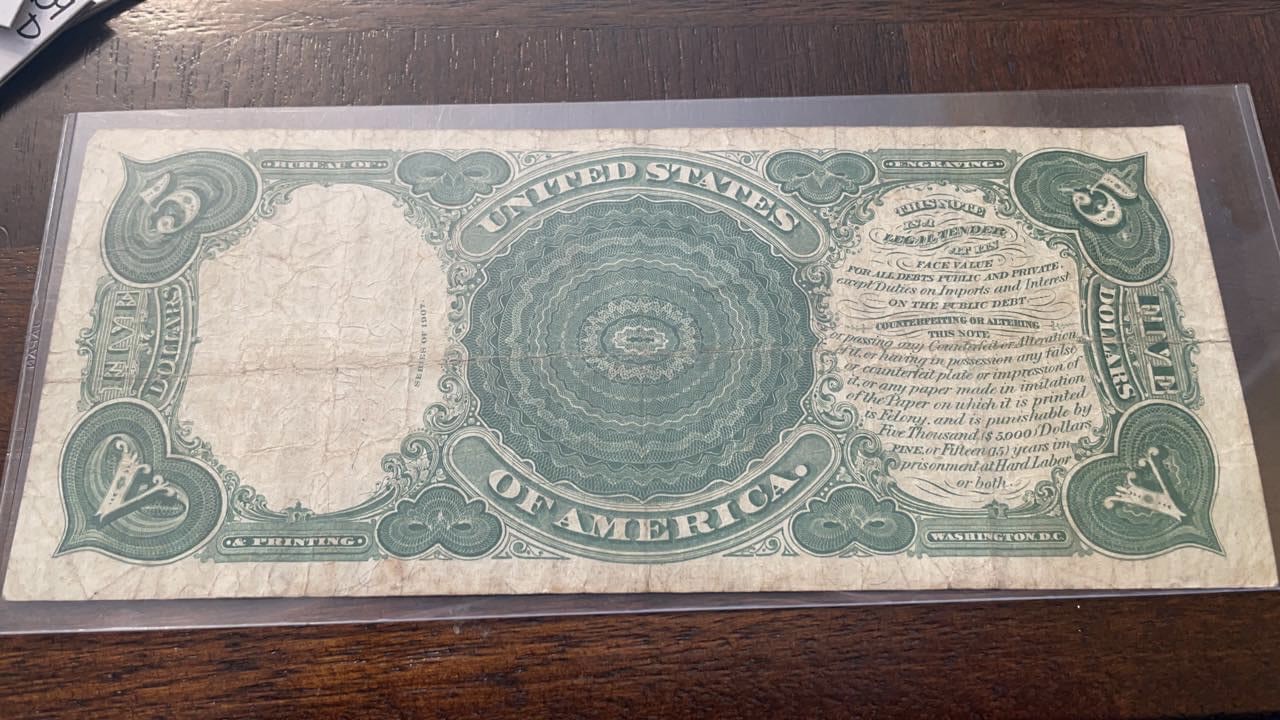 BUREAU OF
ENGRAVING
& PRINTING
WASHINGTON, D.C.
UNITED STATES
OF AMERICA.
5
5
V
V
FIVE
DOLLARS
FIVE
DOLLARS
SERIES OF 1907.
THIS NOTE
IS A
LEGAL TENDER
AT ITS
FACE VALUE
FOR ALL DEBTS PUBLIC AND PRIVATE,
except Duties on Imports and Interest
ON THE PUBLIC DEBT.
COUNTERFEITING OR ALTERING
THIS NOTE
or passing any Counterfeit or Alteration
of it, or having in possession any false
or counterfeit plate or impression of
it, or any paper made in imitation
of the Paper on which it is printed
is Felony, and is punishable by
Five Thousand ($5,000) Dollars
FINE, or Fifteen (15) years im-
prisonment at Hard Labor
or both.